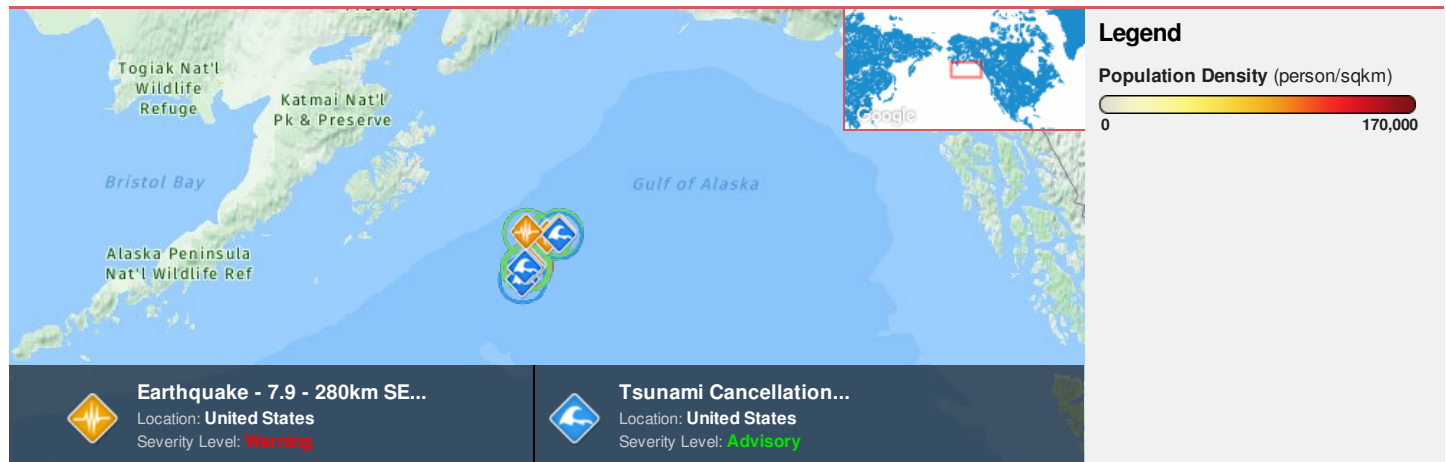 Togiak Nat'l
Wildlife
Refuge
Katmai Nat'l
Pk & Preserve
Bristol Bay
Gulf of Alaska
Alaska Peninsula
Nat'l Wildlife Ref
Google
Legend
Population Density (person/sqkm)
0 170,000
Earthquake - 7.9 - 280km SE...
Location: United States
Severity Level: Warning
Tsunami Cancellation...
Location: United States
Severity Level: Advisory